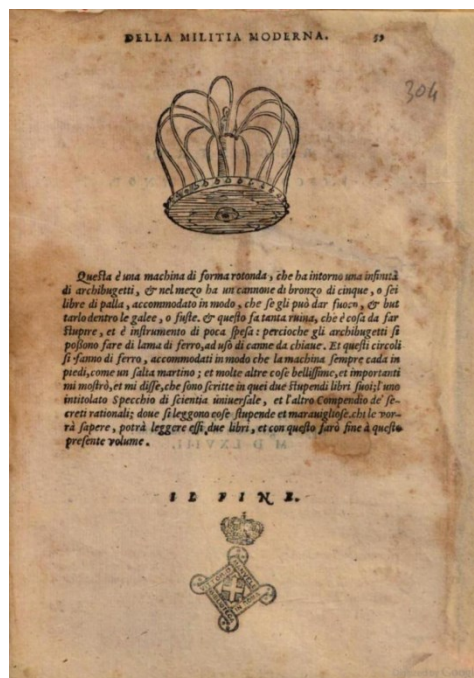 DELLA MILITIA MODERNA. 59
304
Questa è una machina di forma rotonda, che ha intorno una infinità
di archibugetti, & nel mezo ha un cannone di bronzo di cinque, o sei
libre di palla, accommodato in modo, che se gli può dar fuoco, & but
tarlo dentro le galee, o fuste. & questo fa tanta ruina, che è cosa da far
stupire, et è instrumento di poca spesa: percioche gli archibugetti si
possono fare di lama di ferro, ad uso di canne da chiaue. Et questi circoli
si fanno di ferro, accommodati in modo che la machina sempre cada in
piedi, come un salta martino; et molte altre cose bellissime, et importanti
mi mostrò, et mi disse, che sono scritte in quei due stupendi libri suoi; l'uno
intitolato Specchio di scientia uniuersale, et l'altro Compendio de' se-
creti rationali; doue si leggono cose stupende et marauigliose. chi le vor-
rà sapere, potrà leggere essi due libri, et con questo farò fine à questo
presente volume.
IL FINE.